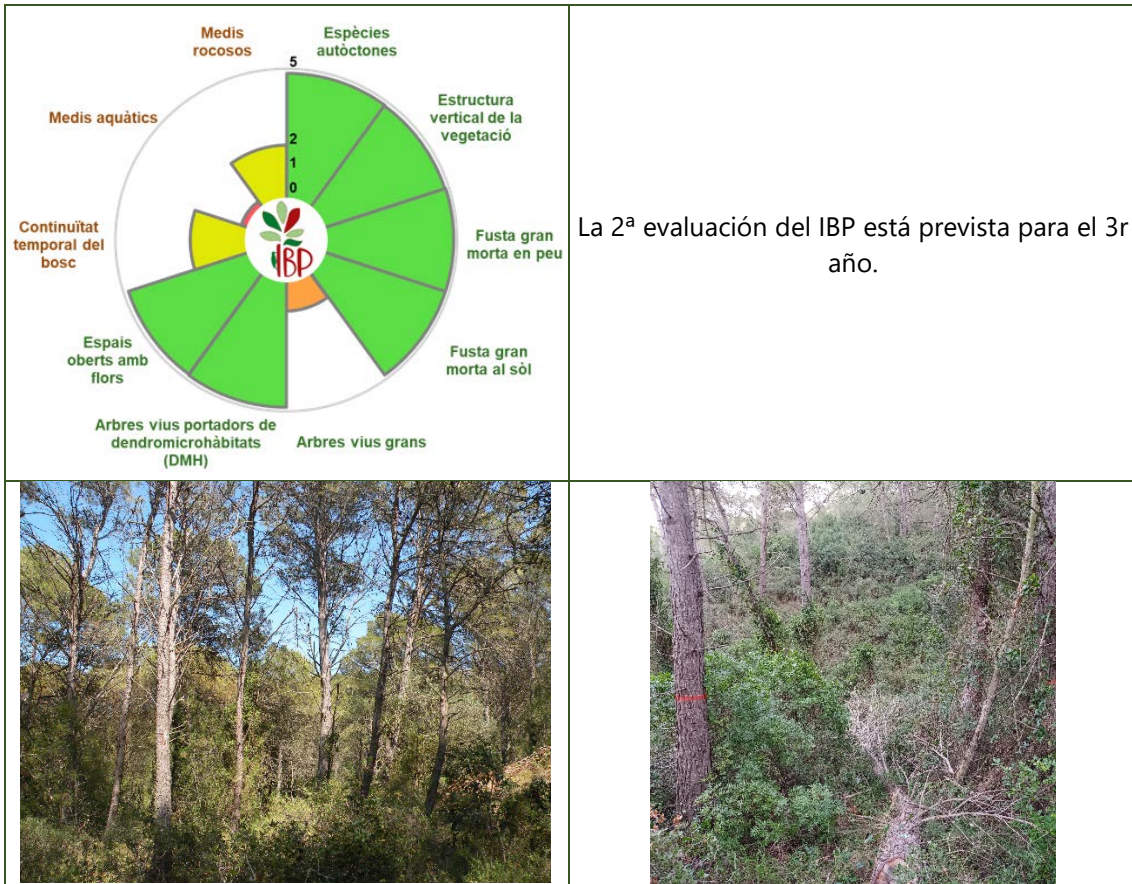 Medis
rocosos
Espècies
autòctones
5
Estructura
vertical de la
vegetació
Medis aquàtics
2
1
0
Continuïtat
temporal del
bosc
IBP
Fusta gran
morta en peu
La 2ª evaluación del IBP está prevista para el 3r
año.
Espais
oberts amb
flors
Fusta gran
morta al sòl
Arbres vius portadors de
dendromicrohàbitats
(DMH)
Arbres vius grans